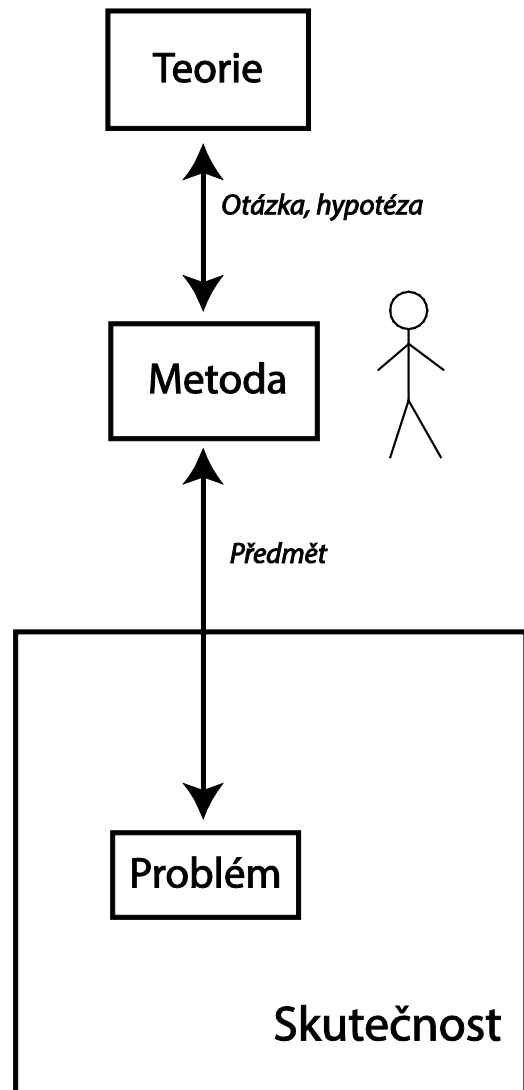 Teorie
Otázka, hypotéza
Metoda
Předmět
Problém
Skutečnost